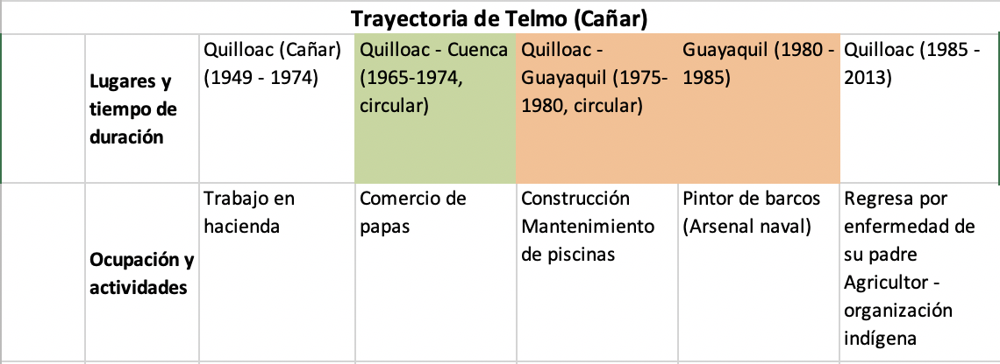 Trayectoria de Telmo (Cañar)
Lugares y
tiempo de
duración
Quilloac (Cañar)
(1949 - 1974)
Quilloac - Cuenca
(1965-1974,
circular)
Quilloac -
Guayaquil (1975-
1980, circular)
Guayaquil (1980 -
1985)
Quilloac (1985 -
2013)
Ocupación y
actividades
Trabajo en
hacienda
Comercio de
papas
Construcción
Mantenimiento
de piscinas
Pintor de barcos
(Arsenal naval)
Regresa por
enfermedad de
su padre
Agricultor -
organización
indígena